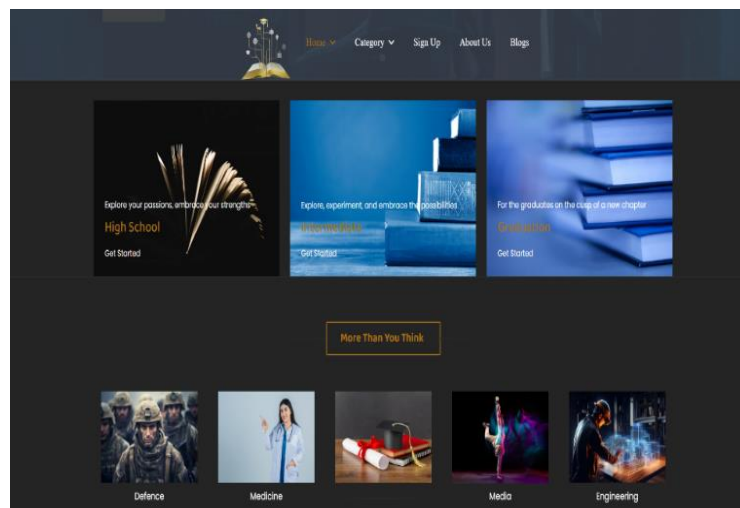 Home Category Sign Up About Us Blogs
Explore your passions, embrace your strengths
High School
Get Started
Explore, experiment, and embrace the possibilities
Intermediate
Get Started
For the graduates on the cusp of a new chapter
Graduation
Get Started
More Than You Think
Defence
Medicine
Media
Engineering